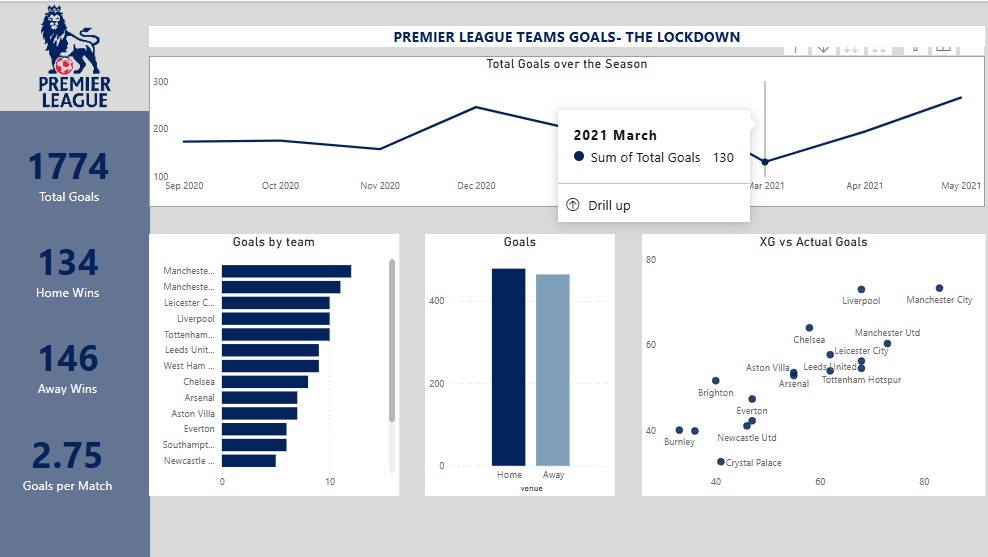 PREMIER LEAGUE
PREMIER LEAGUE TEAMS GOALS- THE LOCKDOWN
1774
Total Goals
134
Home Wins
146
Away Wins
2.75
Goals per Match
Total Goals over the Season
300
200
100
Sep 2020
Oct 2020
Nov 2020
Dec 2020
Mar 2021
Apr 2021
May 2021
2021 March
Sum of Total Goals 130
Drill up
Goals by team
Mancheste...
Mancheste...
Leicester C...
Liverpool
Tottenham...
Leeds Unit...
West Ham ...
Chelsea
Arsenal
Aston Villa
Everton
Southampt...
Newcastle ...
0
10
Goals
400
200
0
Home
Away
venue
XG vs Actual Goals
80
60
40
Liverpool
Manchester City
Chelsea
Manchester Utd
Leicester City
Aston Villa
Leeds United
Arsenal
Tottenham Hotspur
Brighton
Everton
Newcastle Utd
Burnley
Crystal Palace
40
60
80